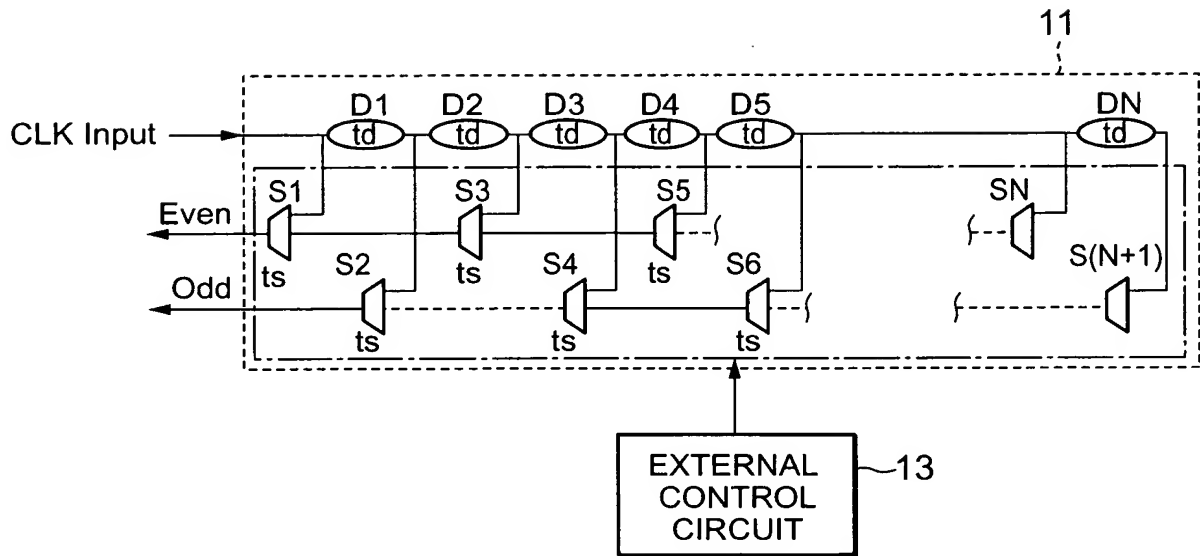 11
D1 D2 D3 D4 D5 DN
CLK Input td td td td td td
S1 S3 S5 SN
Even
ts ts ts
S2 S4 S6 S(N+1)
Odd
ts ts ts
EXTERNAL
CONTROL
CIRCUIT
13